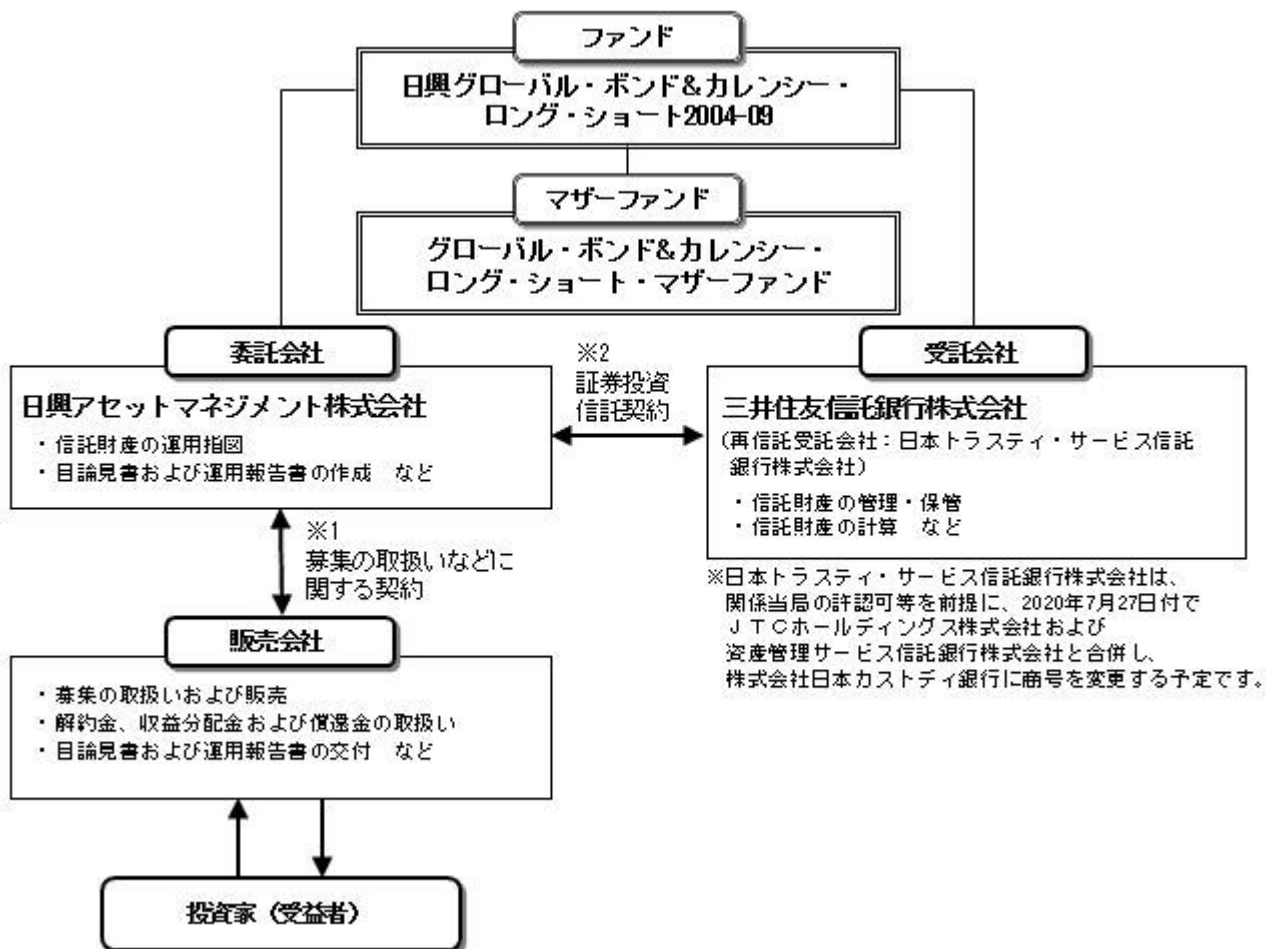 ファンド
日興グローバル・ボンド&カレンシー・
ロング・ショート2004-09
マザーファンド
グローバル・ボンド&カレンシー・
ロング・ショート・マザーファンド
委託会社
日興アセットマネジメント株式会社
・信託財産の運用指図
・目論見書および運用報告書の作成 など
※2
証券投資
信託契約
受託会社
三井住友信託銀行株式会社
(再信託受託会社：日本トラスティ・サービス信託
銀行株式会社)
・信託財産の管理・保管
・信託財産の計算 など
※日本トラスティ・サービス信託銀行株式会社は、
関係当局の許認可等を前提に、2020年7月27日付で
ＪＴＣホールディングス株式会社および
資産管理サービス信託銀行株式会社と合併し、
株式会社日本カストディ銀行に商号を変更する予定です。
※1
募集の取扱いなどに
関する契約
販売会社
・募集の取扱いおよび販売
・解約金、収益分配金および償還金の取扱い
・目論見書および運用報告書の交付 など
投資家（受益者）